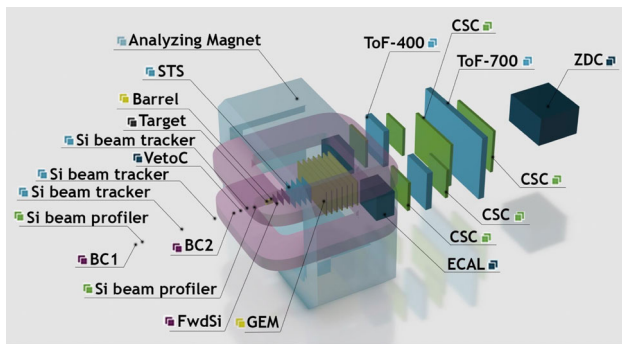 CSC
Analyzing Magnet
ToF-400
ToF-700
ZDC
STS
Barrel
Target
Si beam tracker
VetoC
Si beam tracker
Si beam tracker
CSC
Si beam profiler
CSC
BC2
CSC
BC1
ECAL
Si beam profiler
FwdSi
GEM